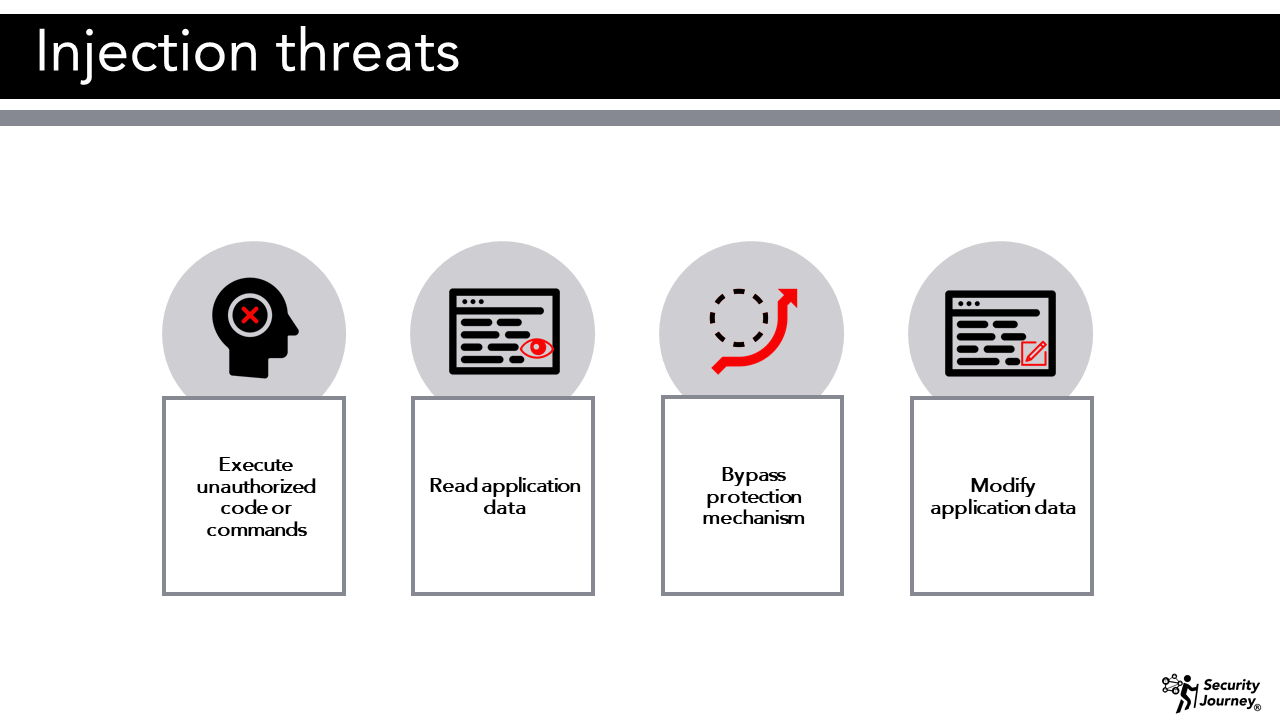 Injection threats
Execute
unauthorized
code or
commands
Read application
data
Bypass
protection
mechanism
Modify
application data
Security
Journey®